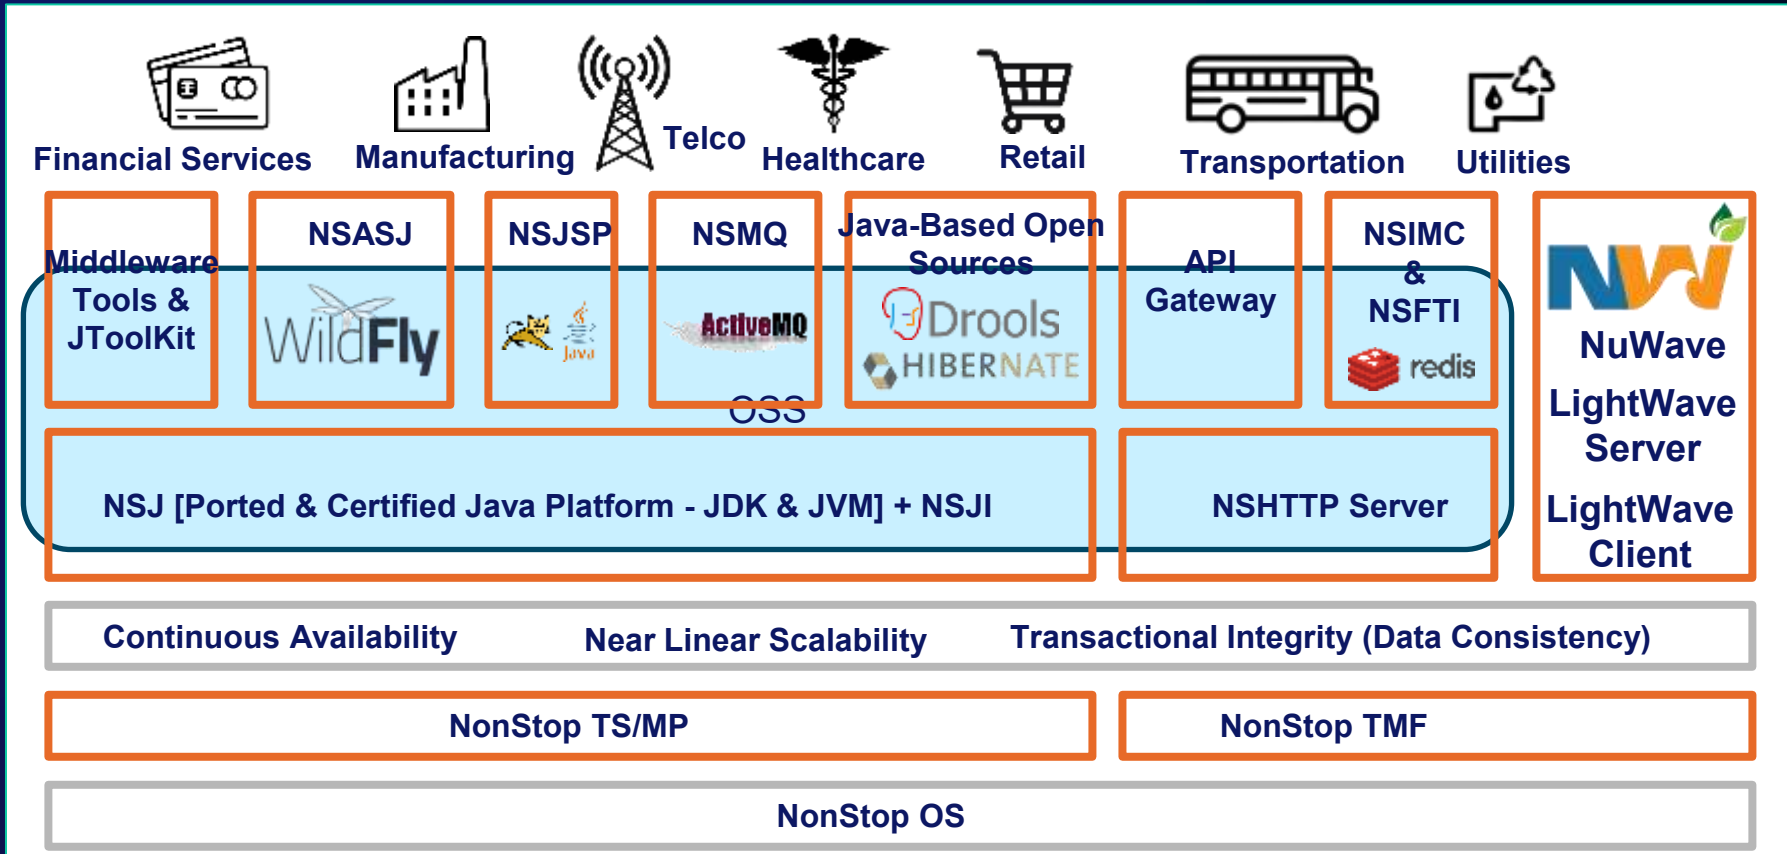 Financial Services
Manufacturing
Telco
Healthcare
Retail
Transportation
Utilities
Middleware
Tools &
JToolKit
NSASJ
WildFly
NSJSP
Java
NSMQ
ActiveMQ
Java-Based Open
Sources
Drools
HIBERNATE
API
Gateway
NSIMC
&
NSFTI
redis
NW
NuWave
LightWave
Server
LightWave
Client
OSS
NSJ [Ported & Certified Java Platform - JDK & JVM] + NSJI
NSHTTP Server
Continuous Availability
Near Linear Scalability
Transactional Integrity (Data Consistency)
NonStop TS/MP
NonStop TMF
NonStop OS